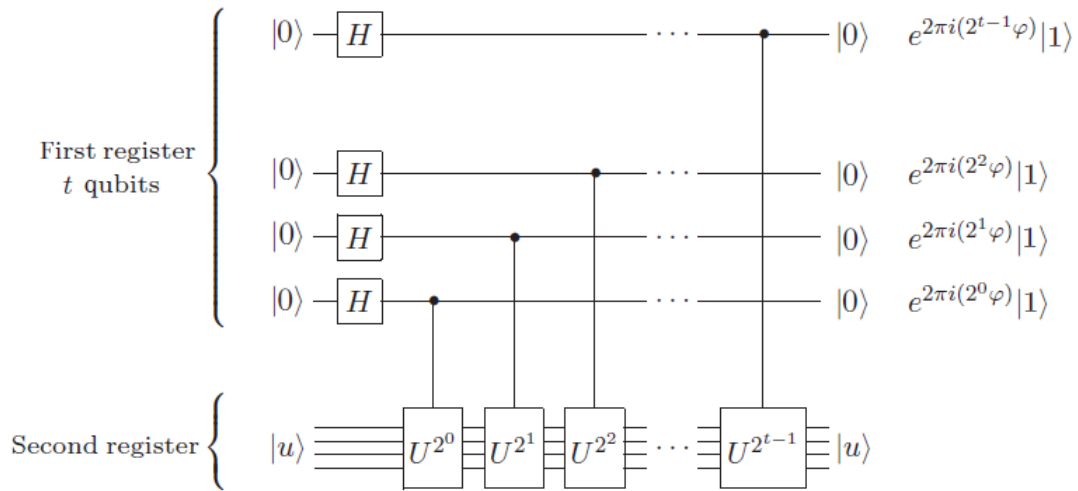 |0⟩ H · · · |0⟩ e^{2πi(2^{t−1}φ)}|1⟩
First register
t qubits
|0⟩ H · · · |0⟩ e^{2πi(2^2φ)}|1⟩
|0⟩ H · · · |0⟩ e^{2πi(2^1φ)}|1⟩
|0⟩ H · · · |0⟩ e^{2πi(2^0φ)}|1⟩
Second register |u⟩ U^{2^0} U^{2^1} U^{2^2} · · · U^{2^{t−1}} |u⟩